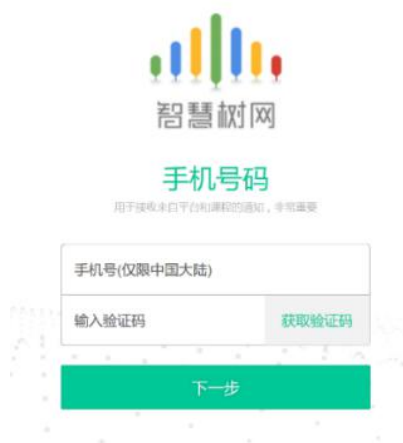 智慧树网
手机号码
用于接收来自平台和课程的通知，非常重要
手机号(仅限中国大陆)
输入验证码
获取验证码
下一步